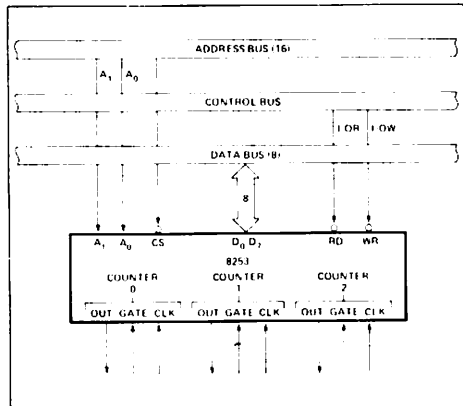 ADDRESS BUS (16)
A1 A0
CONTROL BUS
I OR I OW
DATA BUS (8)
8
A1 A0 CS D0 D7 RD WR
8253
COUNTER COUNTER COUNTER
0 1 2
OUT GATE CLK OUT GATE CLK OUT GATE CLK